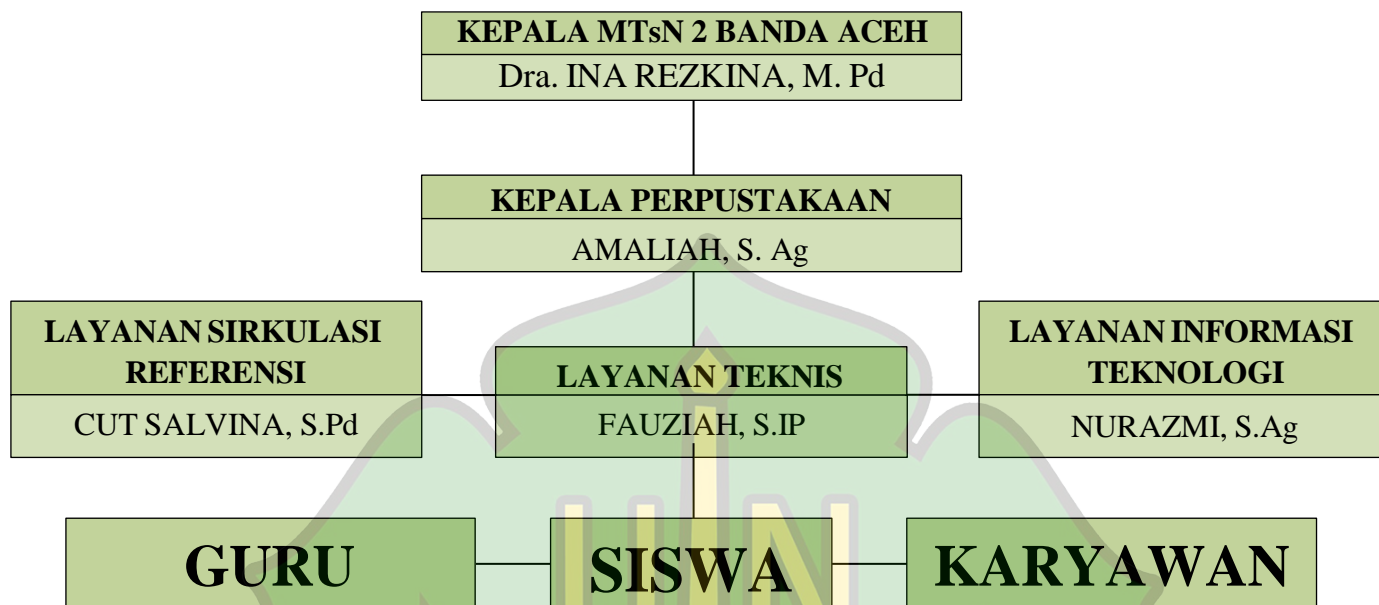 KEPALA MTsN 2 BANDA ACEH
Dra. INA REZKINA, M. Pd
KEPALA PERPUSTAKAAN
AMALIAH, S. Ag
LAYANAN SIRKULASI
REFERENSI
CUT SALVINA, S.Pd
LAYANAN TEKNIS
FAUZIAH, S.IP
LAYANAN INFORMASI
TEKNOLOGI
NURAZMI, S.Ag
GURU
SISWA
KARYAWAN
UIN